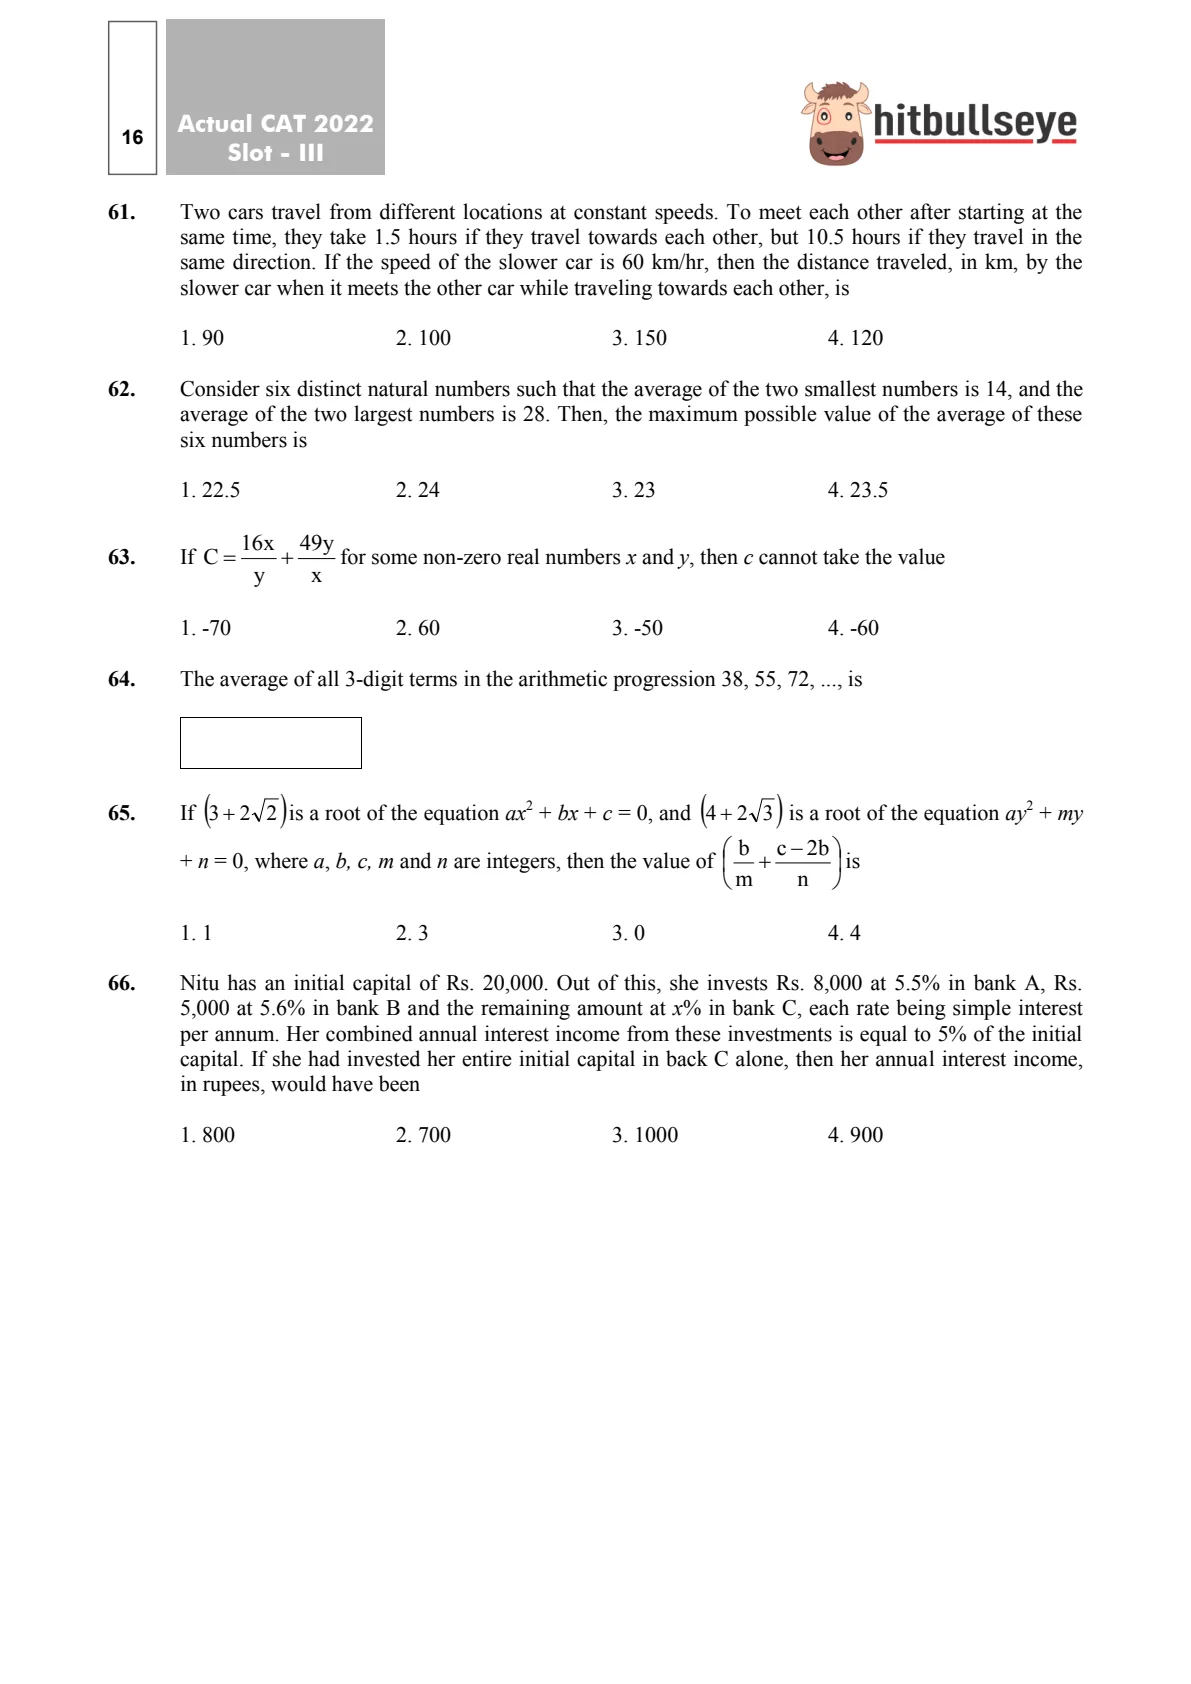 16
Actual CAT 2022
Slot - III
hitbullseye
61. Two cars travel from different locations at constant speeds. To meet each other after starting at the
same time, they take 1.5 hours if they travel towards each other, but 10.5 hours if they travel in the
same direction. If the speed of the slower car is 60 km/hr, then the distance traveled, in km, by the
slower car when it meets the other car while traveling towards each other, is
1. 90 2. 100 3. 150 4. 120
62. Consider six distinct natural numbers such that the average of the two smallest numbers is 14, and the
average of the two largest numbers is 28. Then, the maximum possible value of the average of these
six numbers is
1. 22.5 2. 24 3. 23 4. 23.5
63. If C = 16x/y + 49y/x for some non-zero real numbers x and y, then c cannot take the value
1. -70 2. 60 3. -50 4. -60
64. The average of all 3-digit terms in the arithmetic progression 38, 55, 72, ..., is
65. If (3 + 2√2) is a root of the equation ax² + bx + c = 0, and (4 + 2√3) is a root of the equation ay² + my
+ n = 0, where a, b, c, m and n are integers, then the value of (b/m + (c − 2b)/n) is
1. 1 2. 3 3. 0 4. 4
66. Nitu has an initial capital of Rs. 20,000. Out of this, she invests Rs. 8,000 at 5.5% in bank A, Rs.
5,000 at 5.6% in bank B and the remaining amount at x% in bank C, each rate being simple interest
per annum. Her combined annual interest income from these investments is equal to 5% of the initial
capital. If she had invested her entire initial capital in back C alone, then her annual interest income,
in rupees, would have been
1. 800 2. 700 3. 1000 4. 900